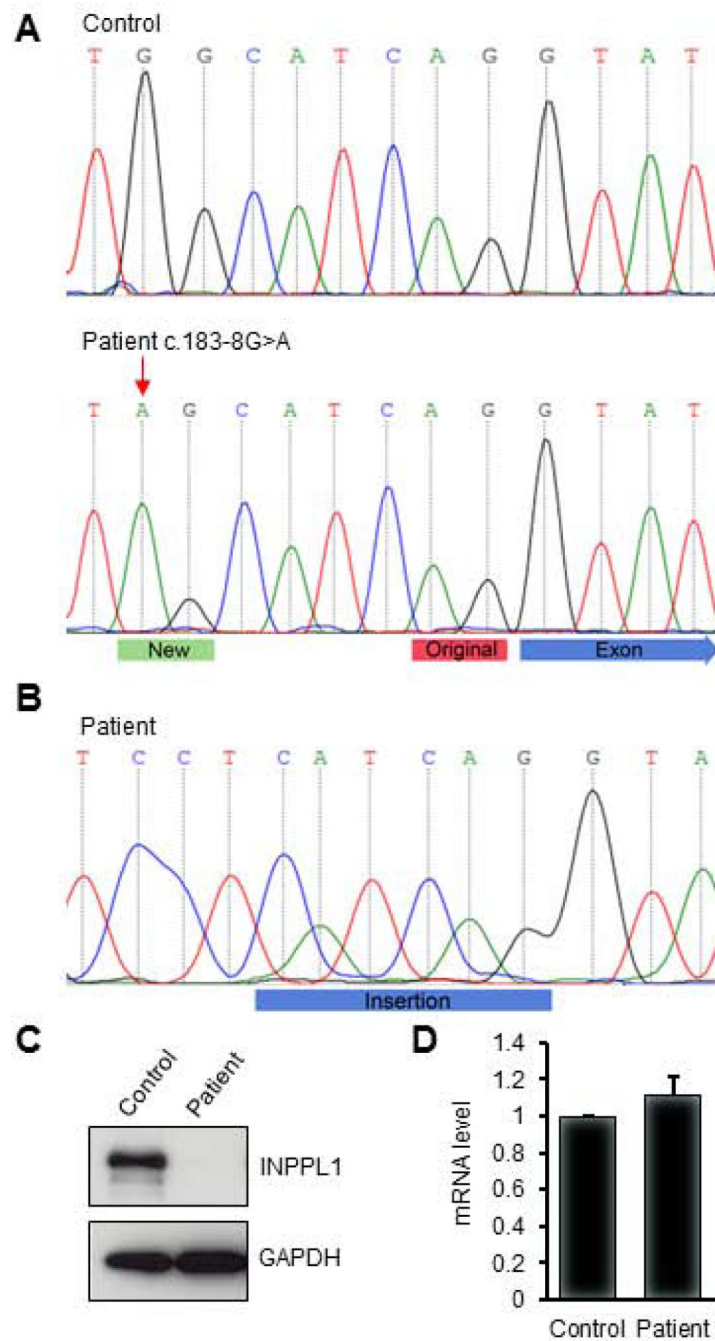 A
Control
T G G C A T C A G G T A T
Patient c.183-8G>A
T A G C A T C A G G T A T
New Original Exon
B
Patient
T C C T C A T C A G G T A
Insertion
C
Control Patient
INPPL1
GAPDH
D
mRNA level
1.4
1.2
1
0.8
0.6
0.4
0.2
0
Control Patient